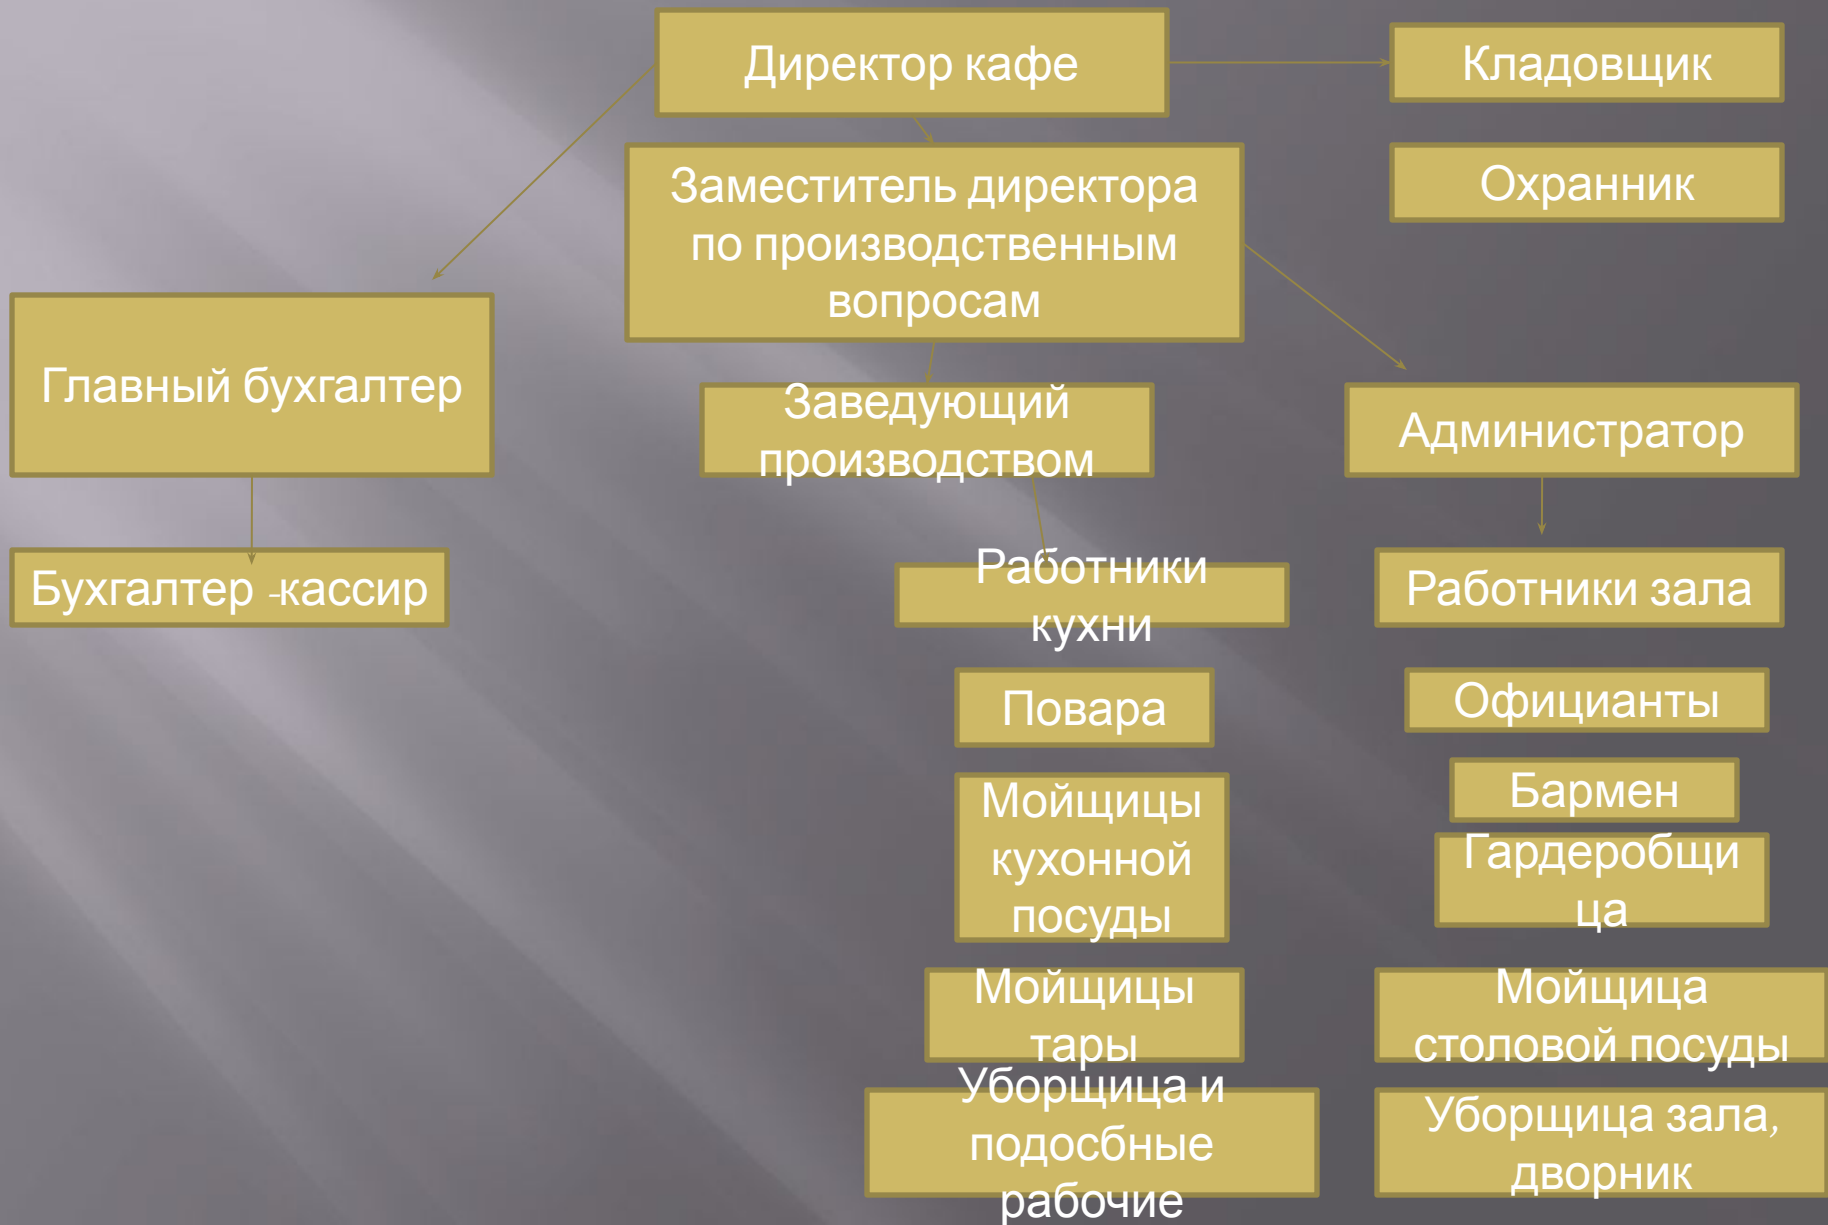 Директор кафе
Кладовщик
Заместитель директора
по производственным
вопросам
Охранник
Главный бухгалтер
Заведующий
производством
Администратор
Бухгалтер -кассир
Работники
кухни
Работники зала
Повара
Официанты
Мойщицы
кухонной
посуды
Бармен
Гардеробщи
ца
Мойщицы
тары
Мойщица
столовой посуды
Уборщица и
подосбные
рабочие
Уборщица зала,
дворник